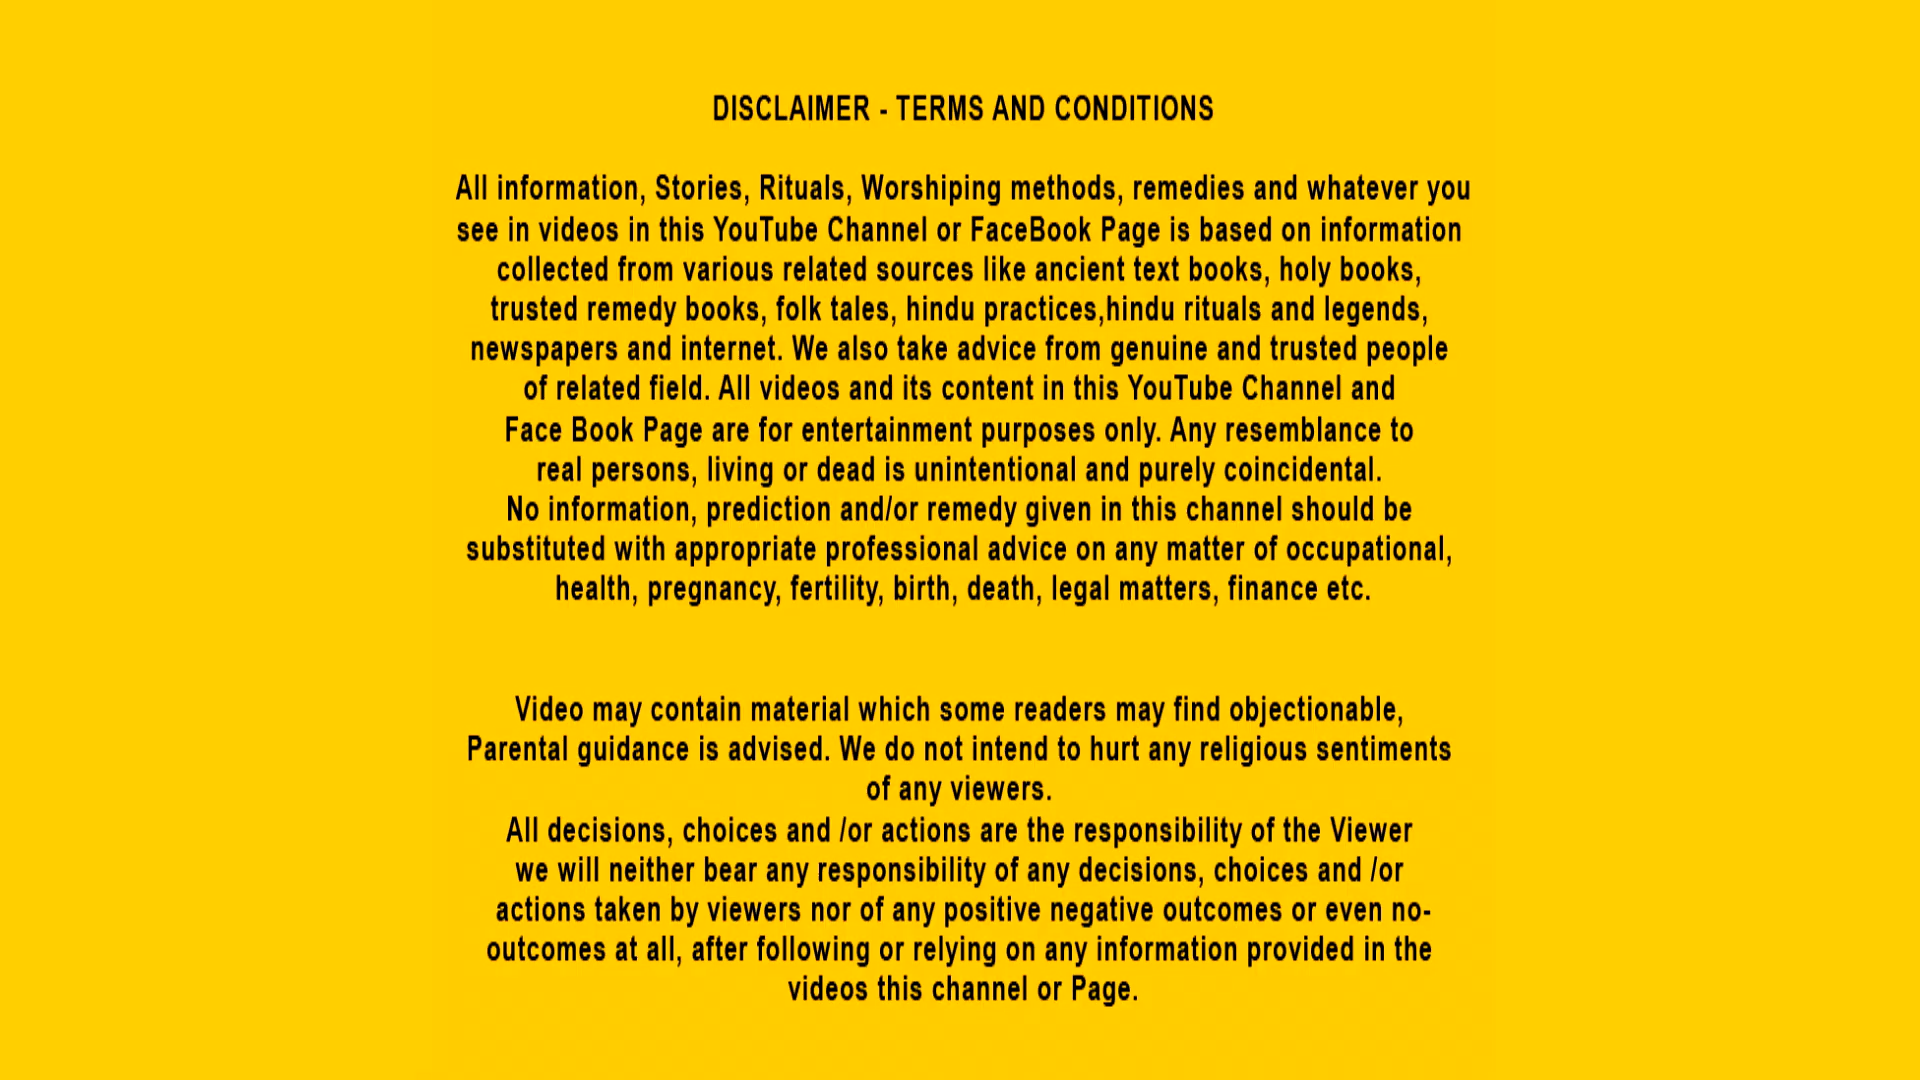 DISCLAIMER - TERMS AND CONDITIONS
All information, Stories, Rituals, Worshiping methods, remedies and whatever you
see in videos in this YouTube Channel or FaceBook Page is based on information
collected from various related sources like ancient text books, holy books,
trusted remedy books, folk tales, hindu practices,hindu rituals and legends,
newspapers and internet. We also take advice from genuine and trusted people
of related field. All videos and its content in this YouTube Channel and
Face Book Page are for entertainment purposes only. Any resemblance to
real persons, living or dead is unintentional and purely coincidental.
No information, prediction and/or remedy given in this channel should be
substituted with appropriate professional advice on any matter of occupational,
health, pregnancy, fertility, birth, death, legal matters, finance etc.
Video may contain material which some readers may find objectionable,
Parental guidance is advised. We do not intend to hurt any religious sentiments
of any viewers.
All decisions, choices and /or actions are the responsibility of the Viewer
we will neither bear any responsibility of any decisions, choices and /or
actions taken by viewers nor of any positive negative outcomes or even no-
outcomes at all, after following or relying on any information provided in the
videos this channel or Page.